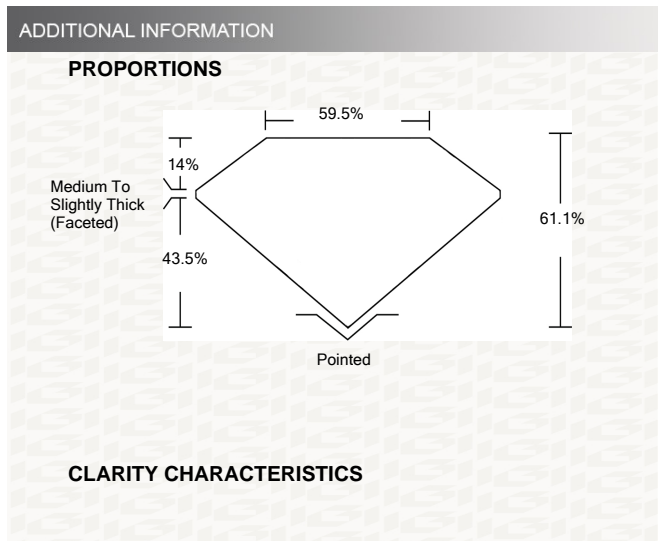 ADDITIONAL INFORMATION
PROPORTIONS
59.5%
14%
Medium To
Slightly Thick
(Faceted)
61.1%
43.5%
Pointed
CLARITY CHARACTERISTICS